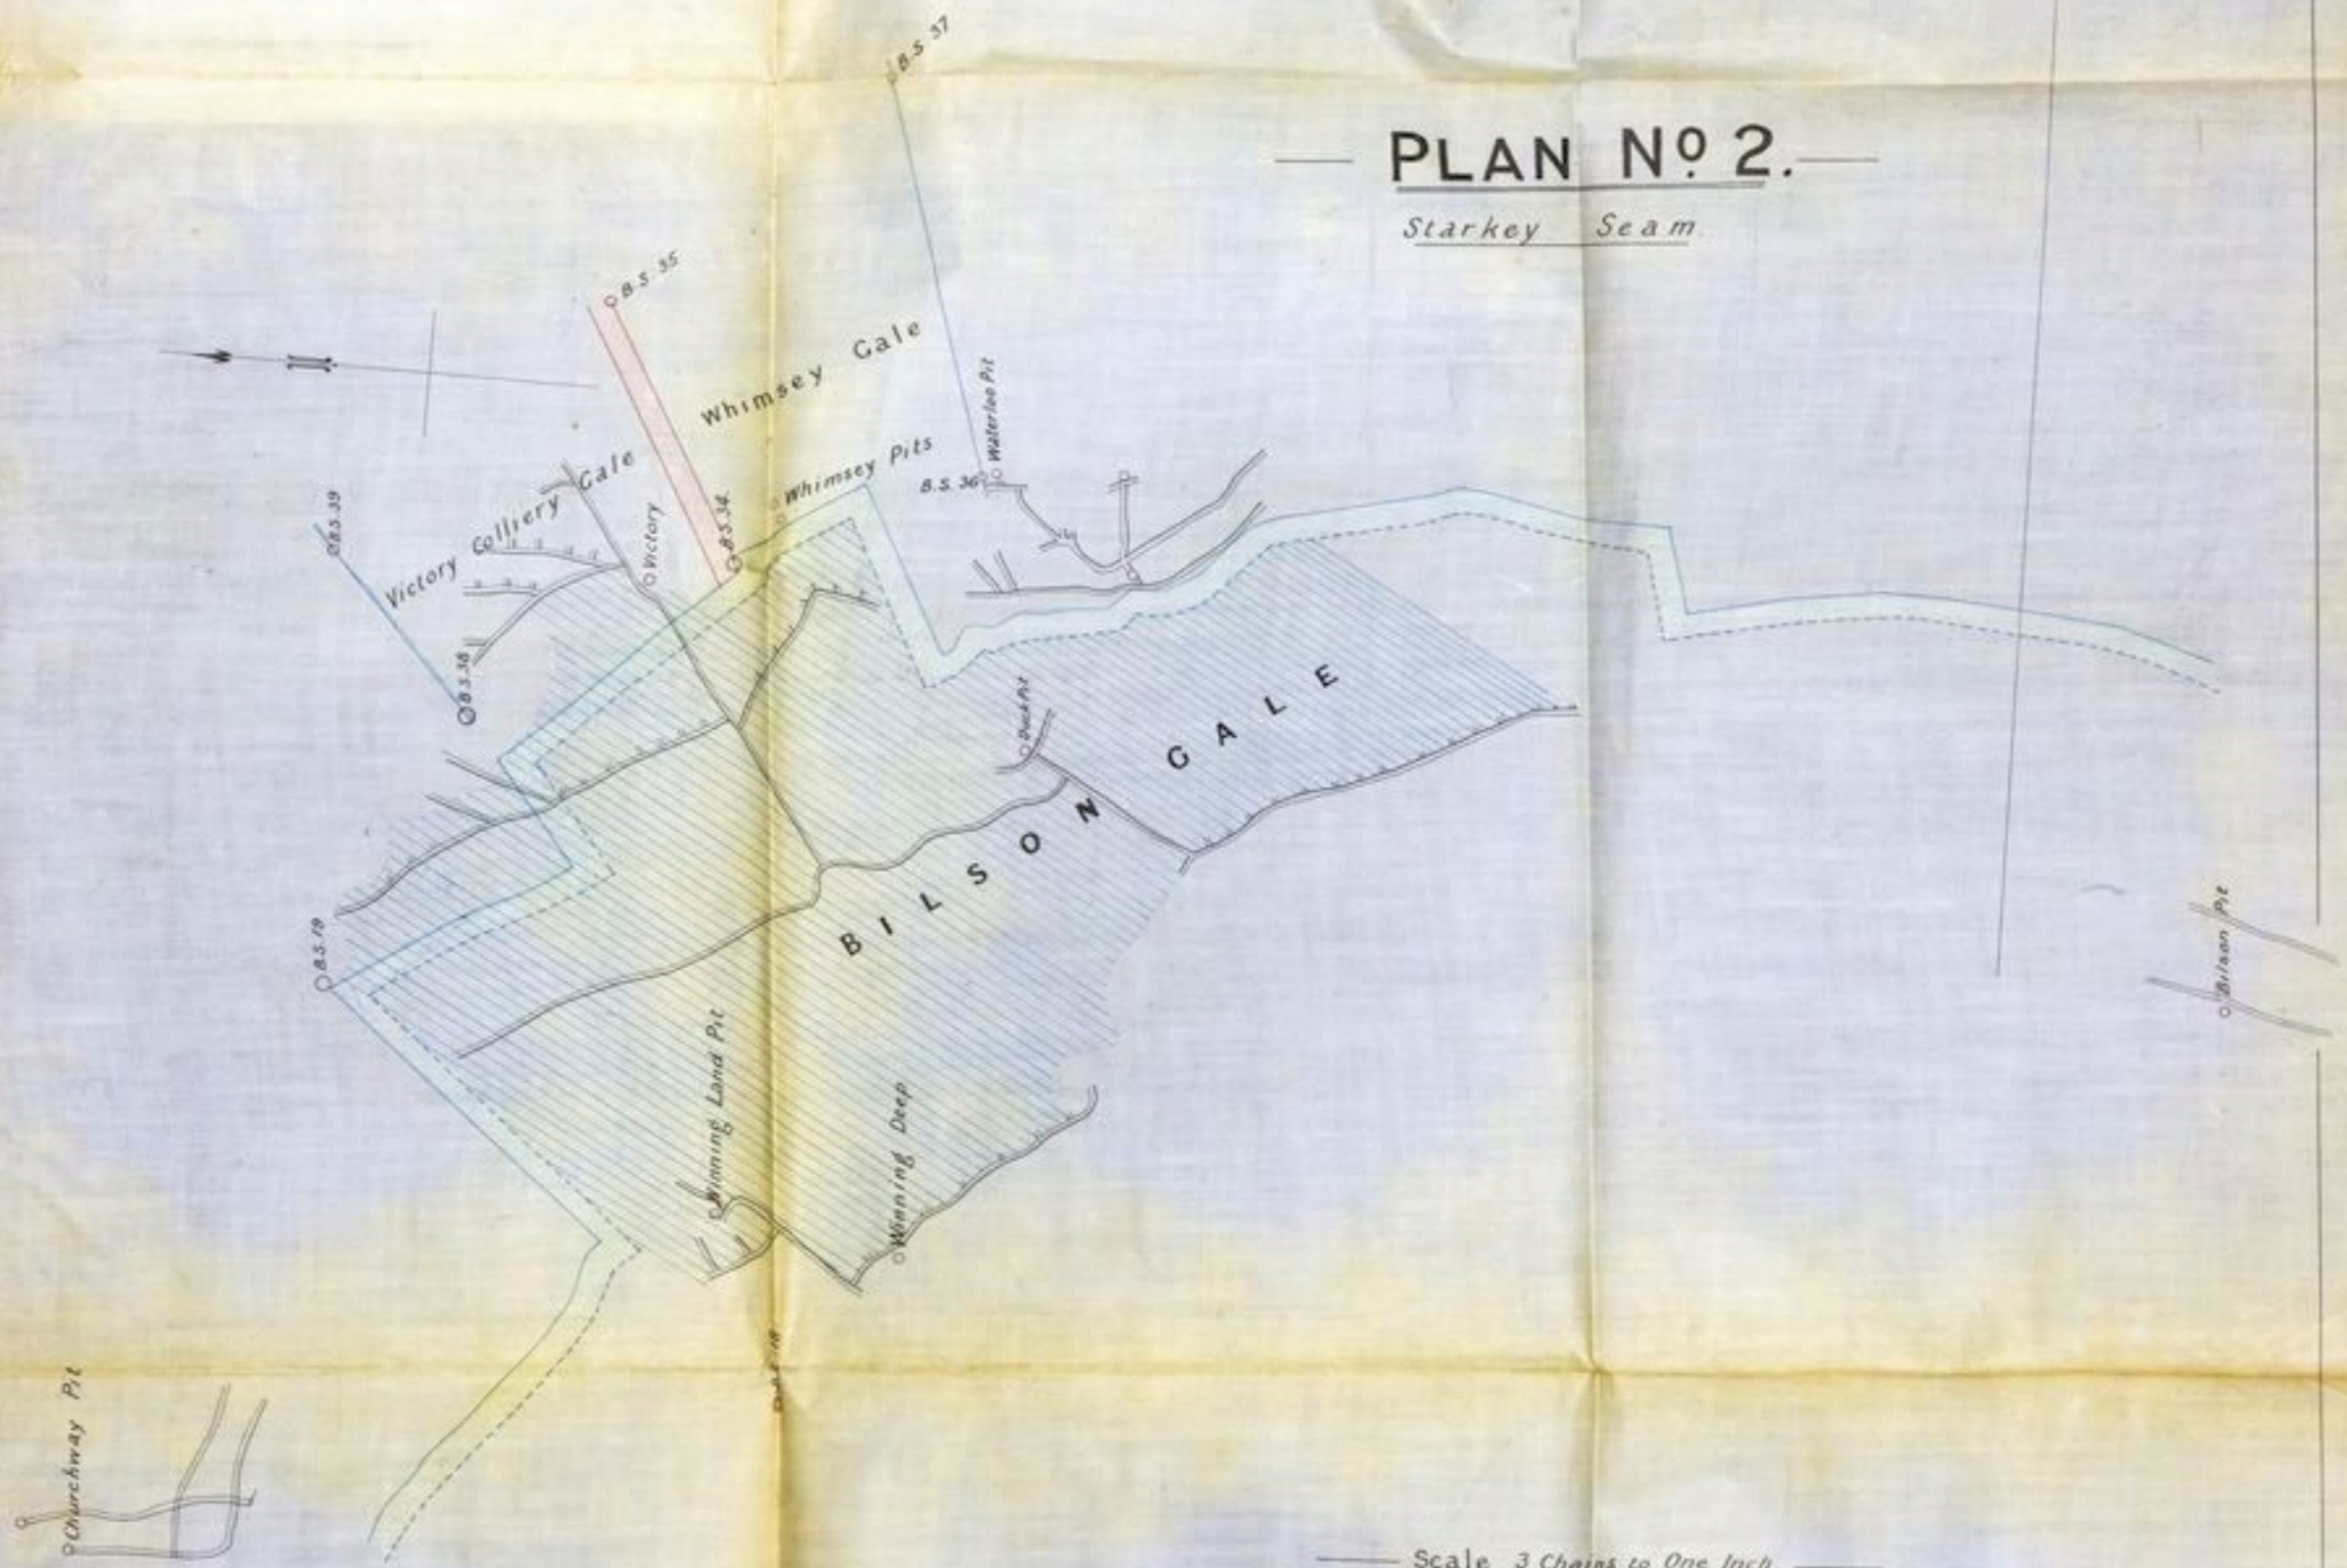 B.S. 37
PLAN No 2.
Starkey Seam
B.S. 35
Whimsey Gale
Waterloo Pit
Whimsey Pits
B.S. 36
B.S. 39
Victory Colliery Gale
Victory
B.S. 34.
B.S. 38
Duck Pit
BILSON GALE
B.S. 19
Bilson Pit
Winning Land Pit
Winning Deep
Churchway Pit
Scale 3 Chains to One Inch